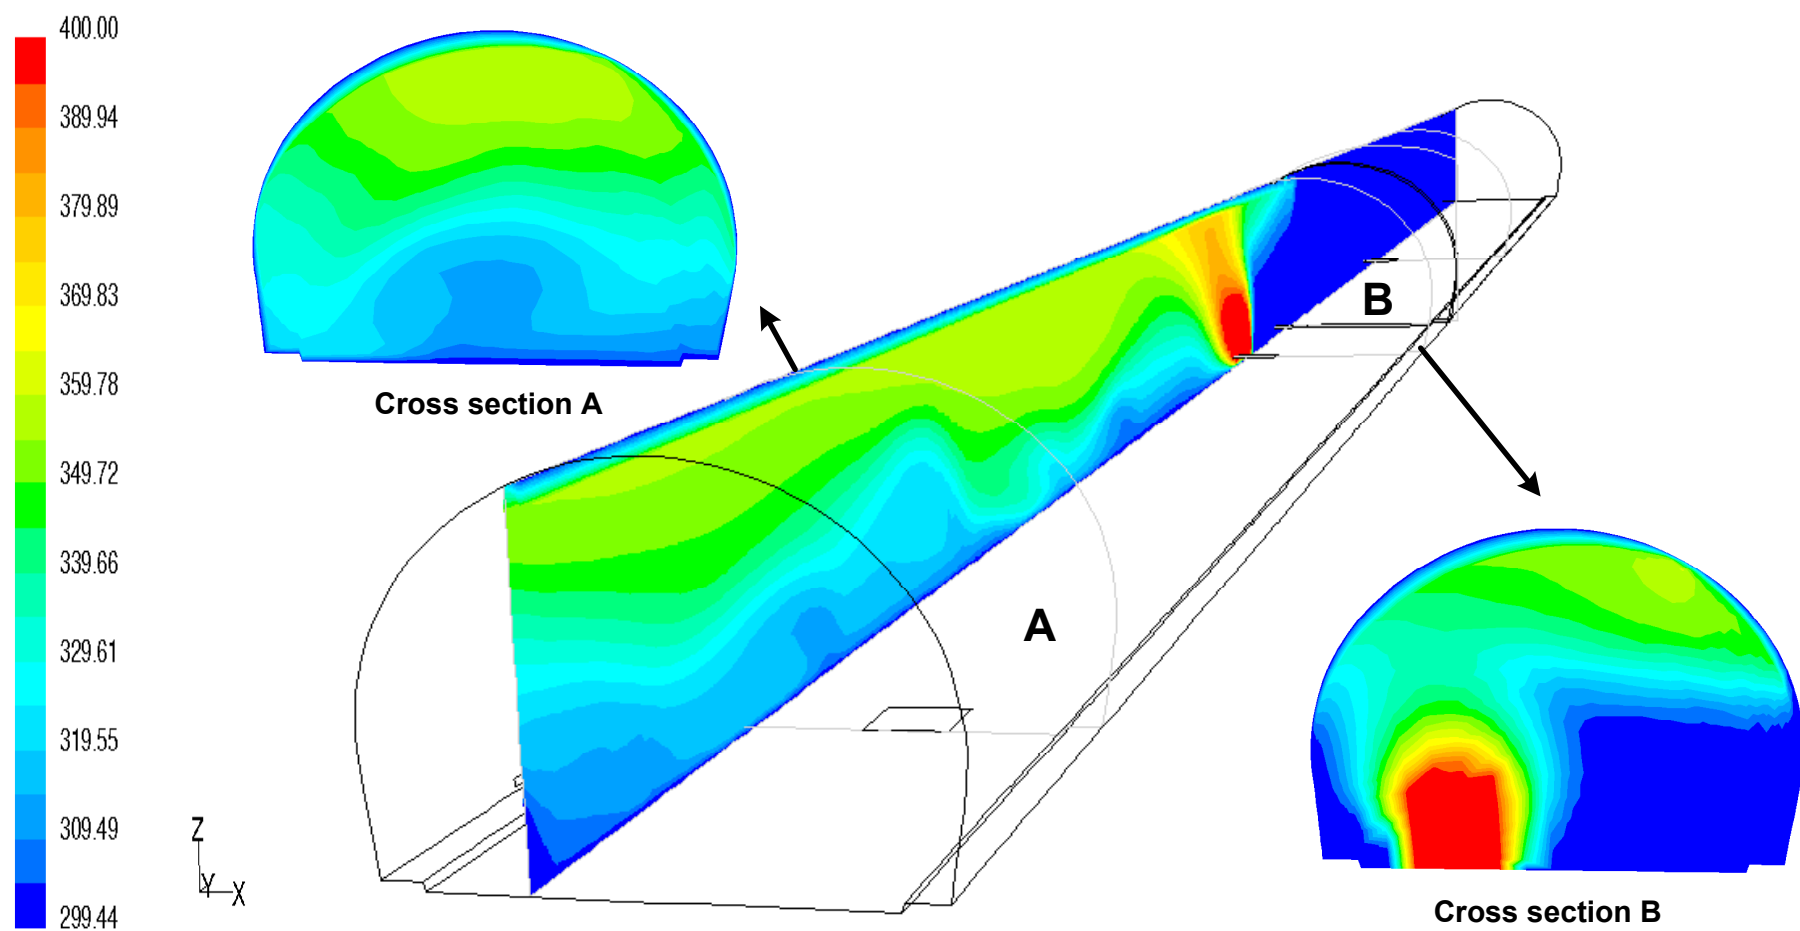 400.00
389.94
379.89
369.83
359.78
349.72
339.66
329.61
319.55
309.49
299.44
Cross section A
B
A
Z
Y
X
Cross section B